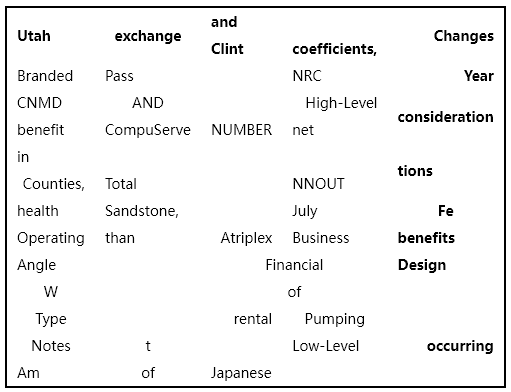 Utah exchange and Clint coefficients, Changes
Branded Pass NRC Year
CNMD AND High-Level
consideration
benefit CompuServe NUMBER net
in
tions
Counties, Total NNOUT
health Sandstone, July Fe
Operating than Atriplex Business benefits
Angle Financial Design
W of
Type rental Pumping
Notes t Low-Level occurring
Am of Japanese